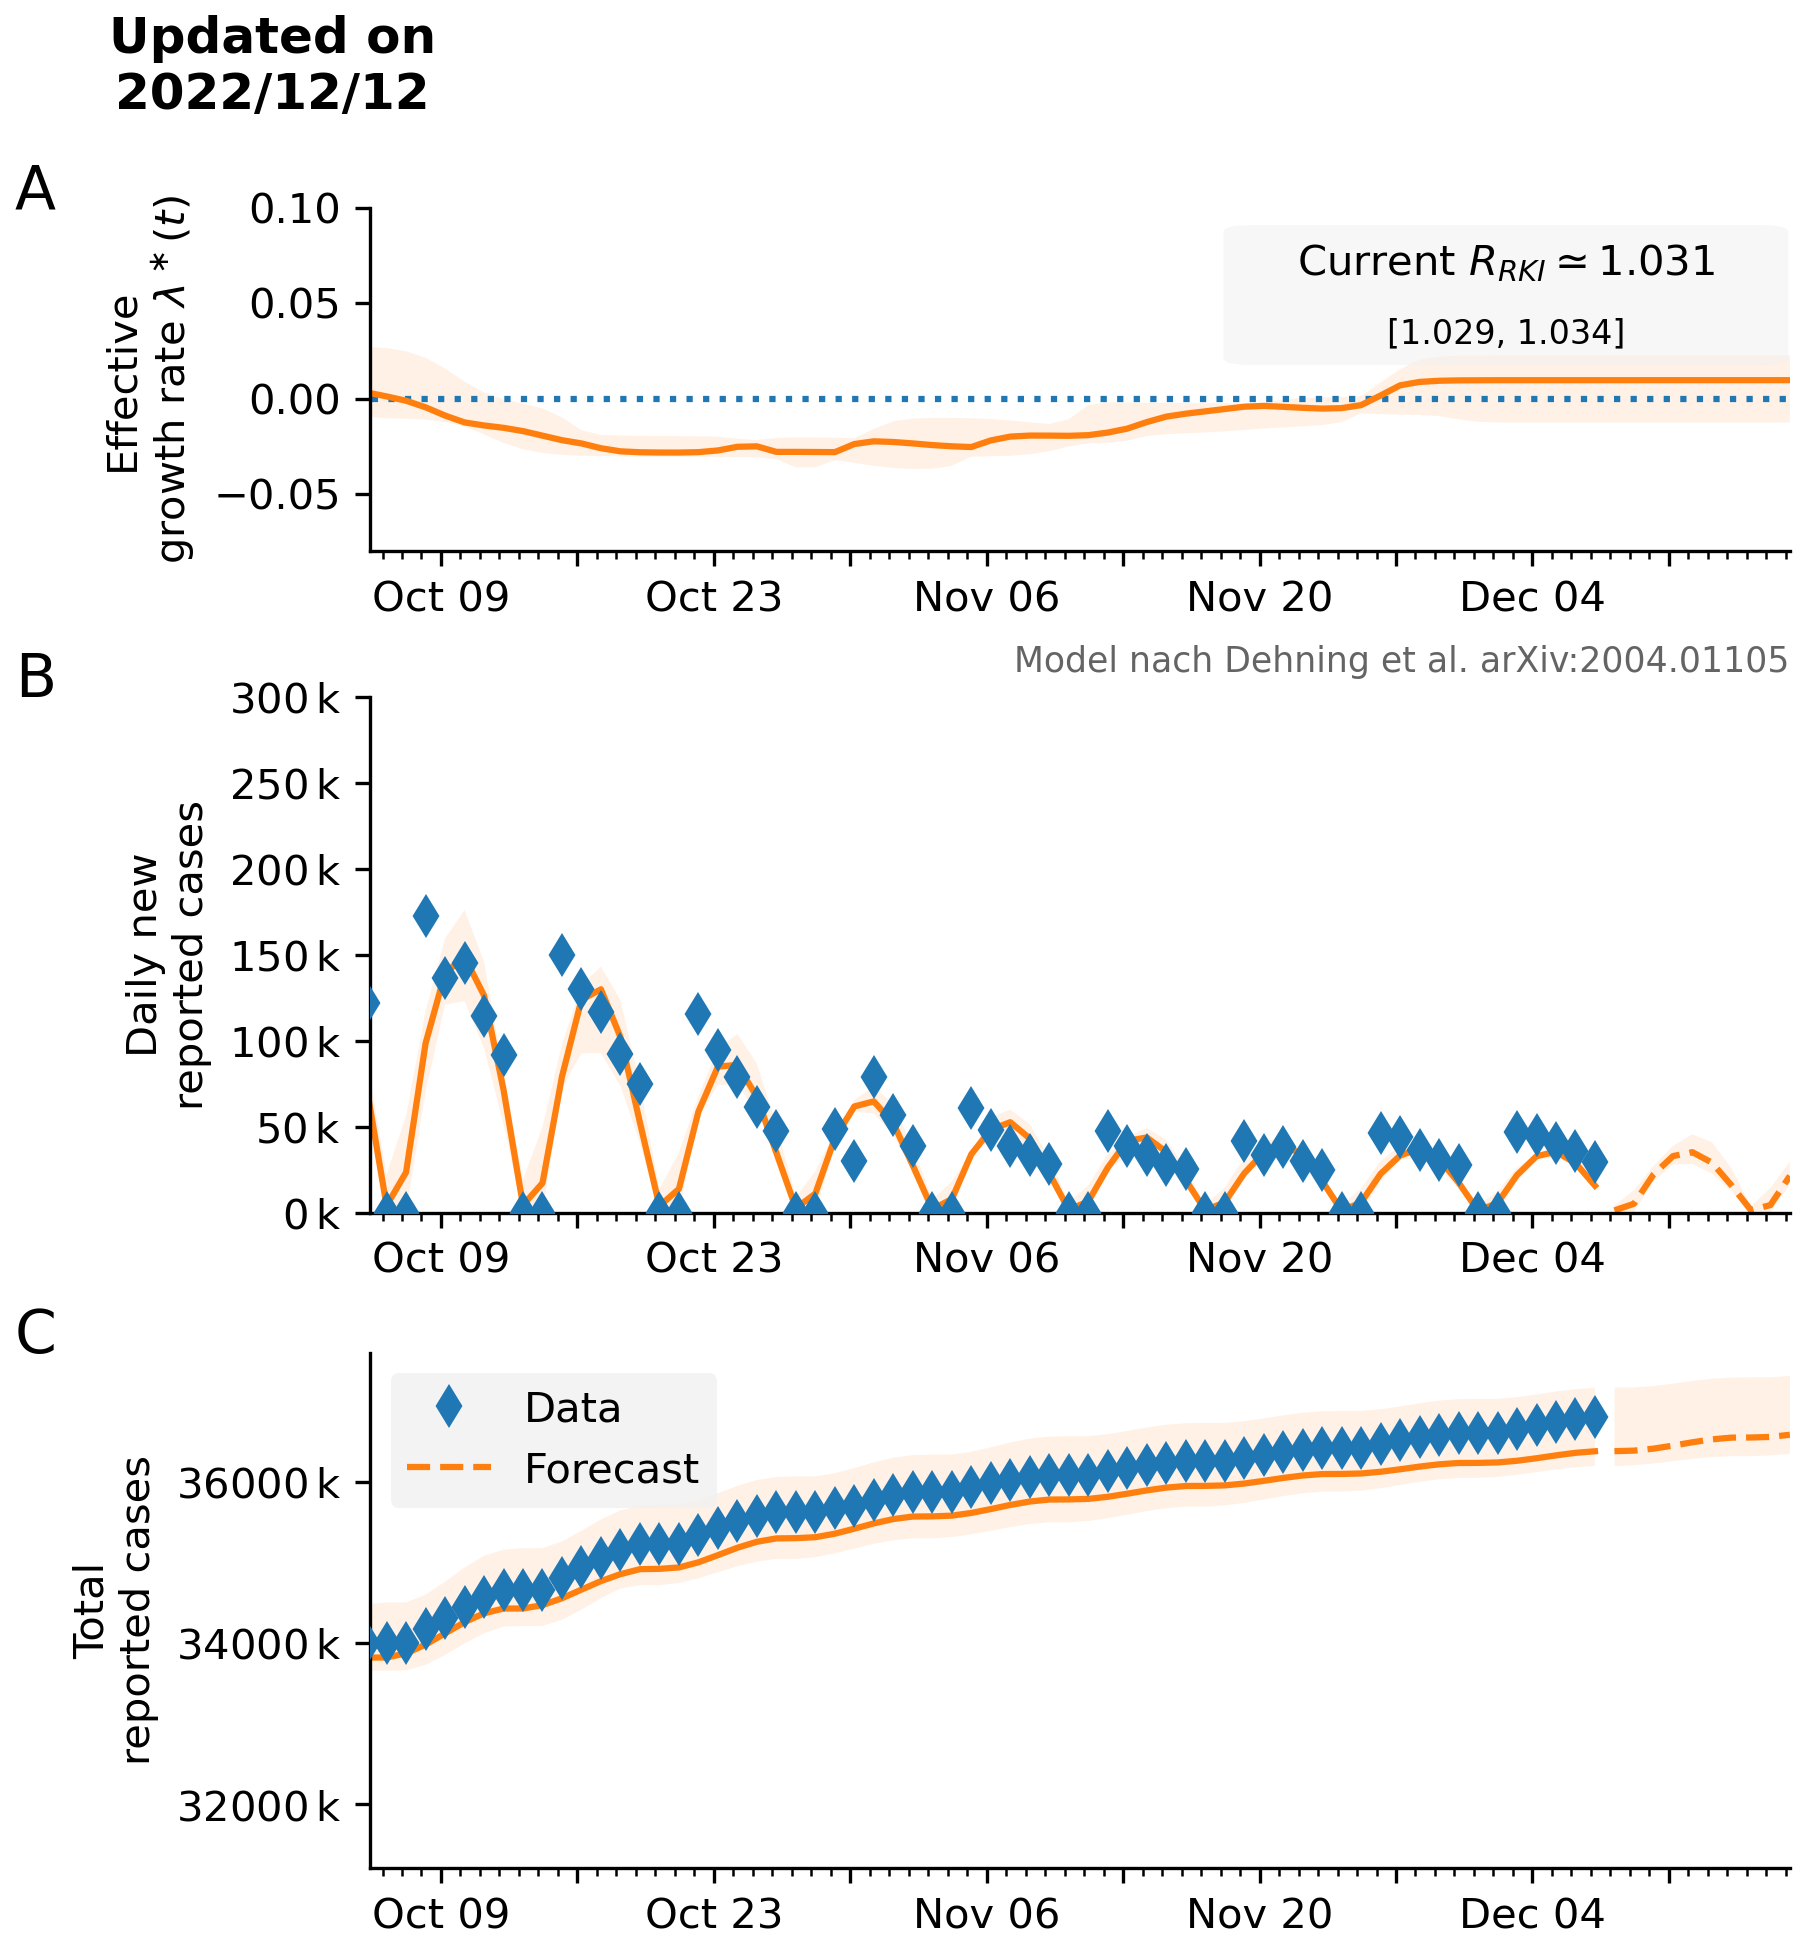 Updated on
2022/12/12
A
Effective
growth rate λ * (t)
0.10
0.05
0.00
−0.05
Current R_RKI ≃ 1.031
[1.029, 1.034]
Oct 09 Oct 23 Nov 06 Nov 20 Dec 04
Model nach Dehning et al. arXiv:2004.01105
B
Daily new
reported cases
300 k
250 k
200 k
150 k
100 k
50 k
0 k
Oct 09 Oct 23 Nov 06 Nov 20 Dec 04
C
Total
reported cases
36000 k
34000 k
32000 k
Data
Forecast
Oct 09 Oct 23 Nov 06 Nov 20 Dec 04